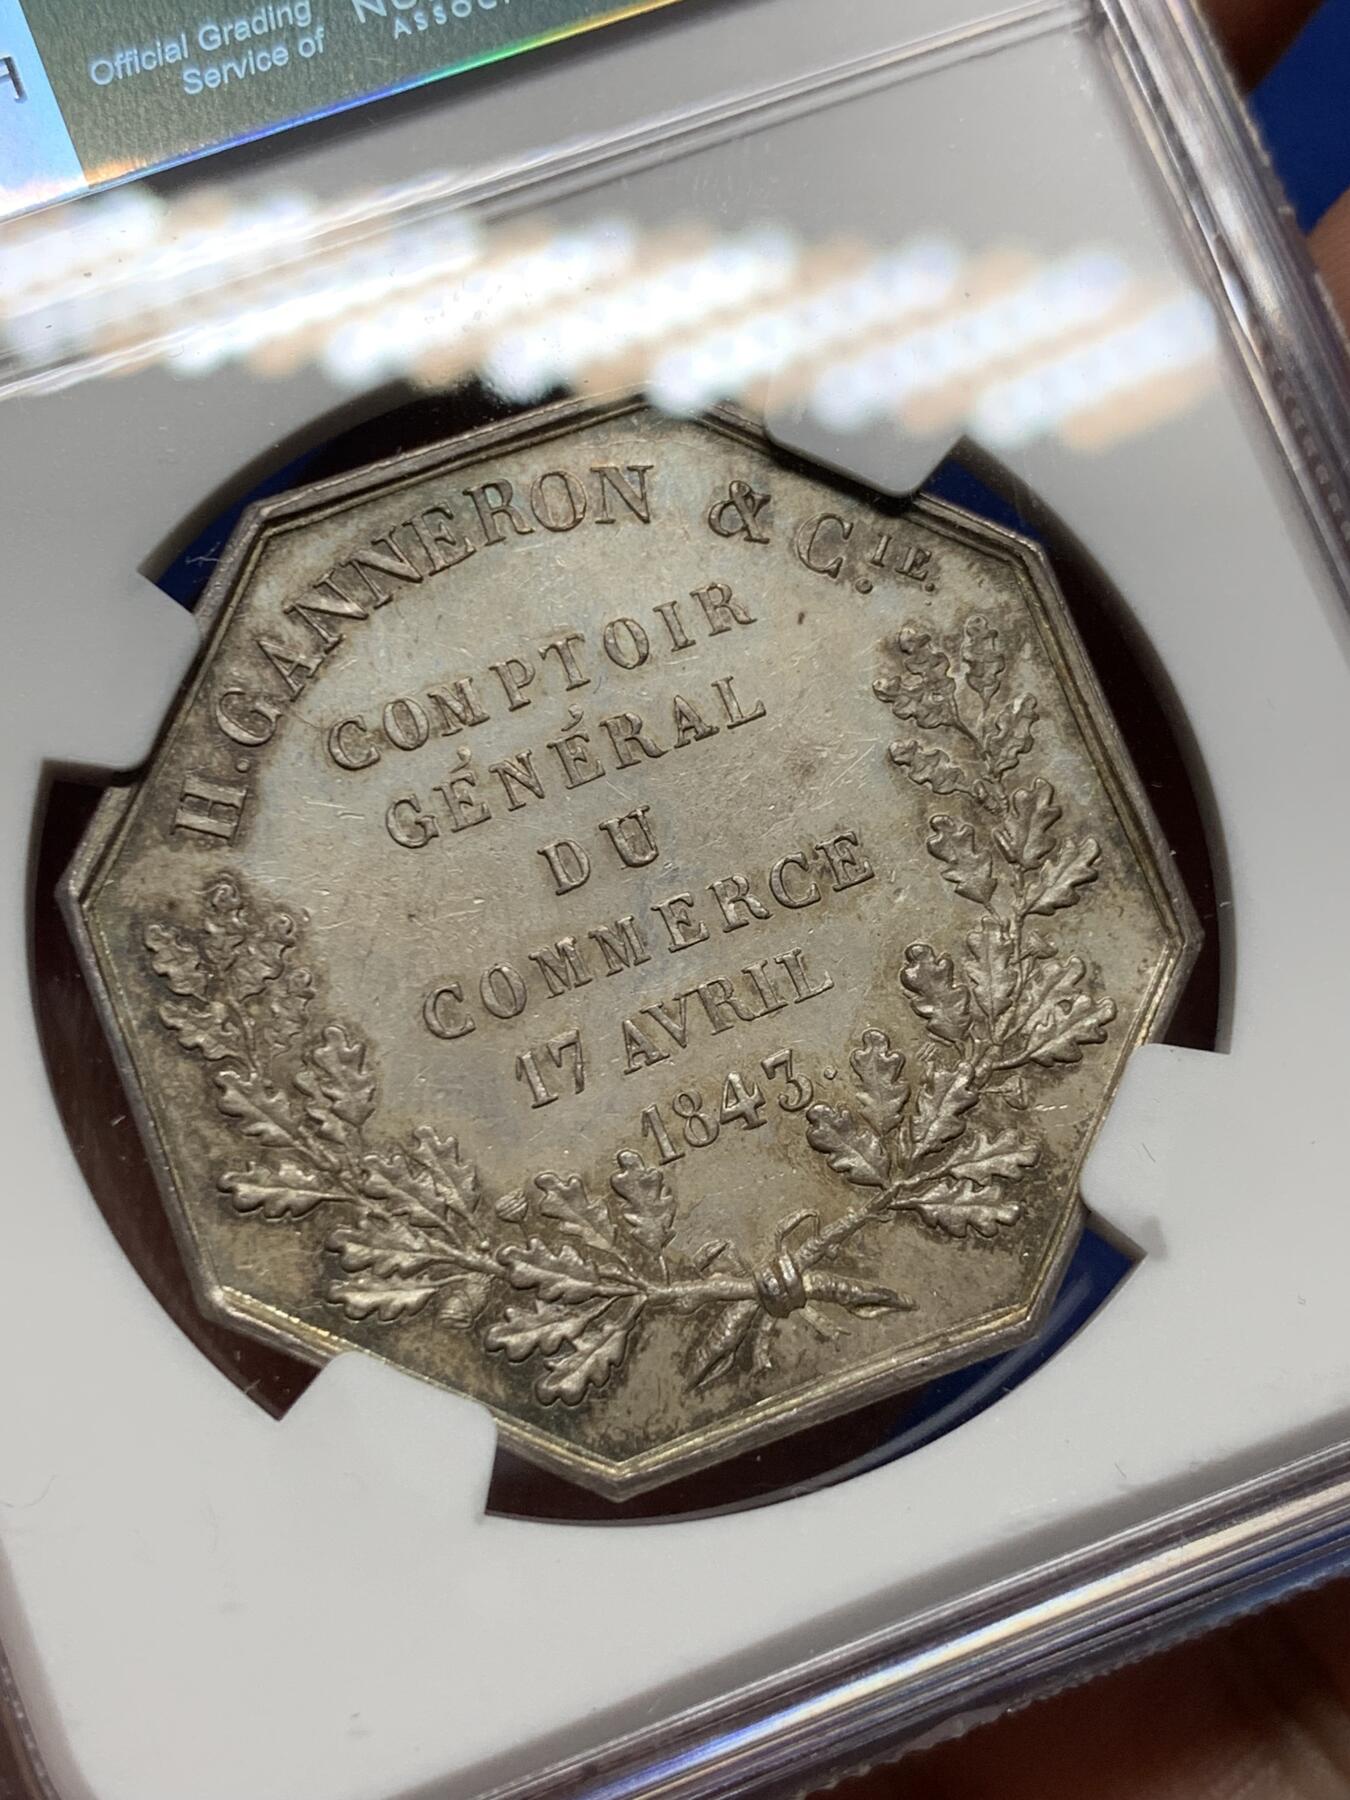 Official Grading
Service of
H. GANNERON & C.IE.
COMPTOIR
GÉNÉRAL
DU
COMMERCE
17 AVRIL
1843.